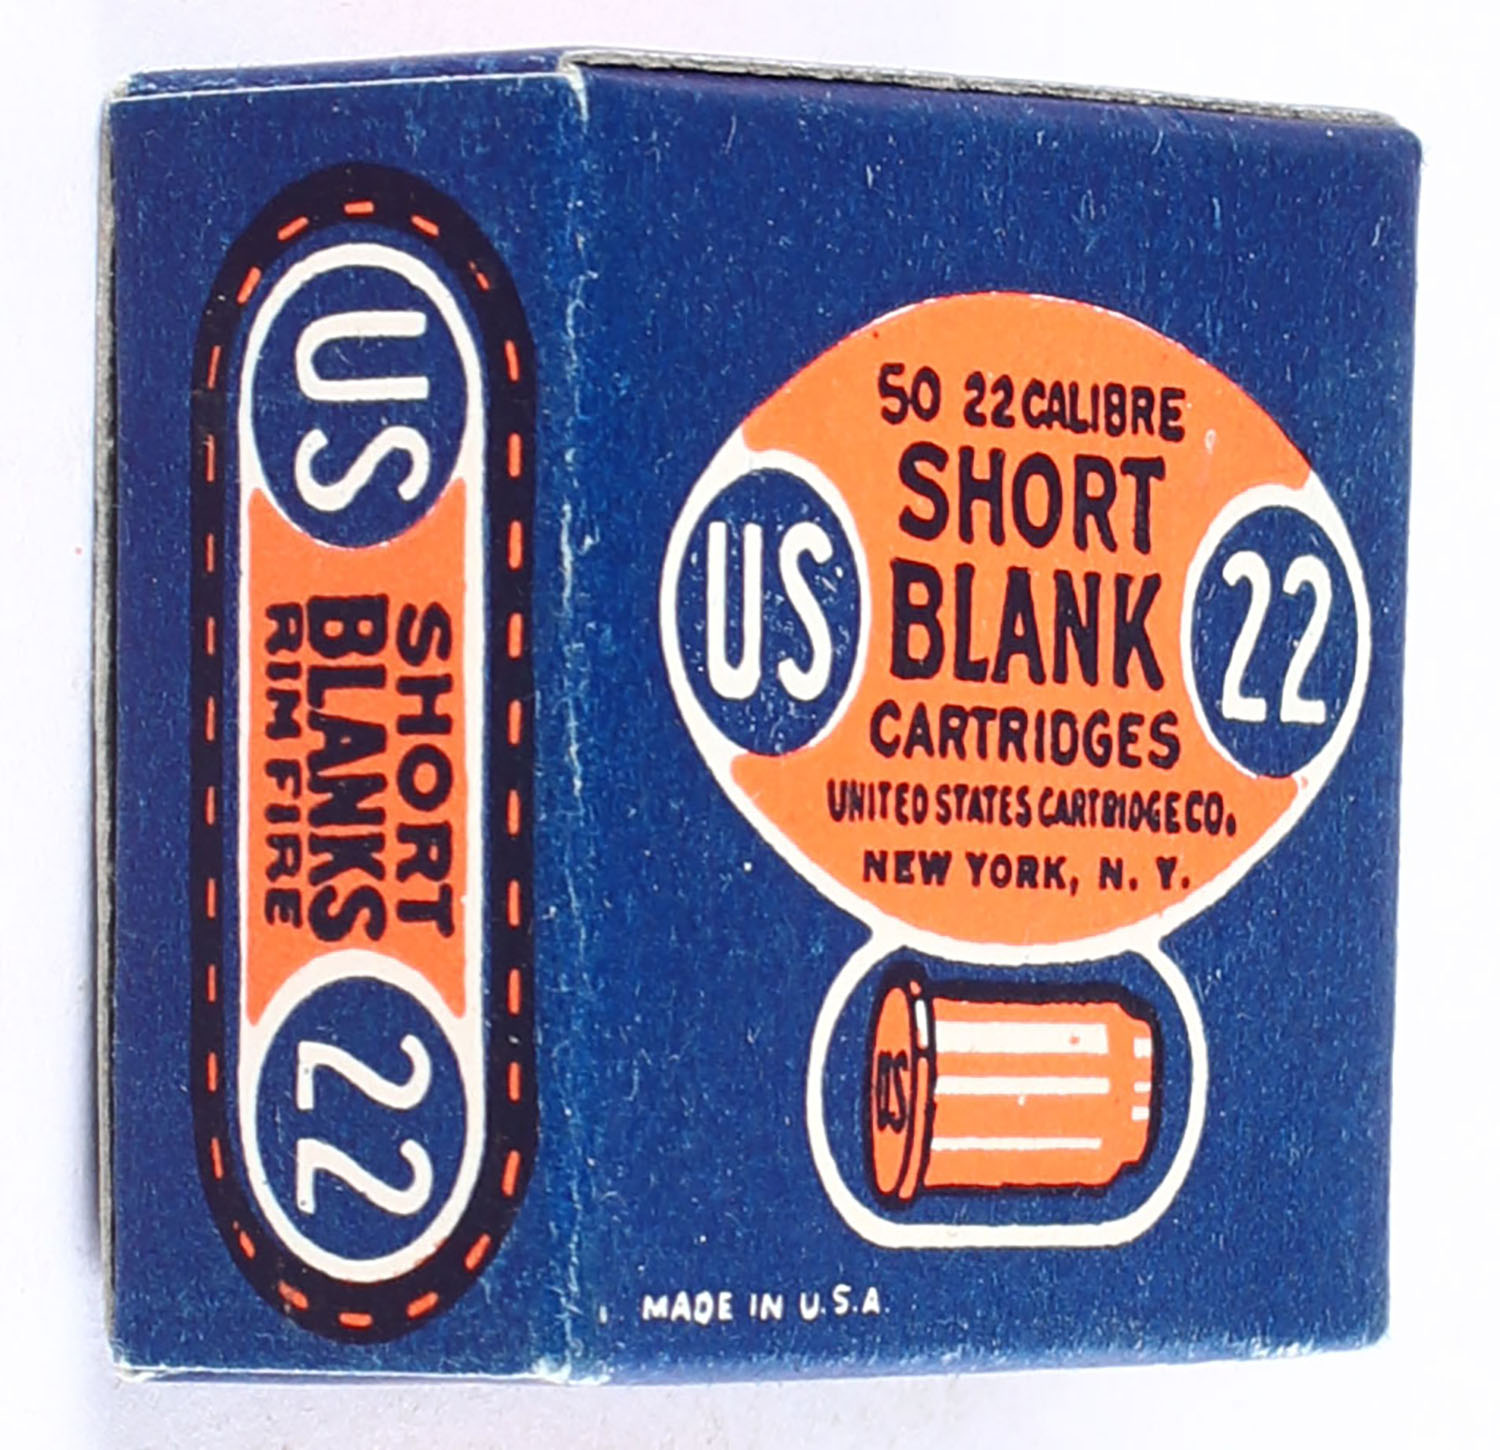 US
SHORT
BLANKS
RIM FIRE
22
50 22 CALIBRE
SHORT
BLANK
CARTRIDGES
US
22
UNITED STATES CARTRIDGE CO.
NEW YORK, N. Y.
US
MADE IN U.S.A.